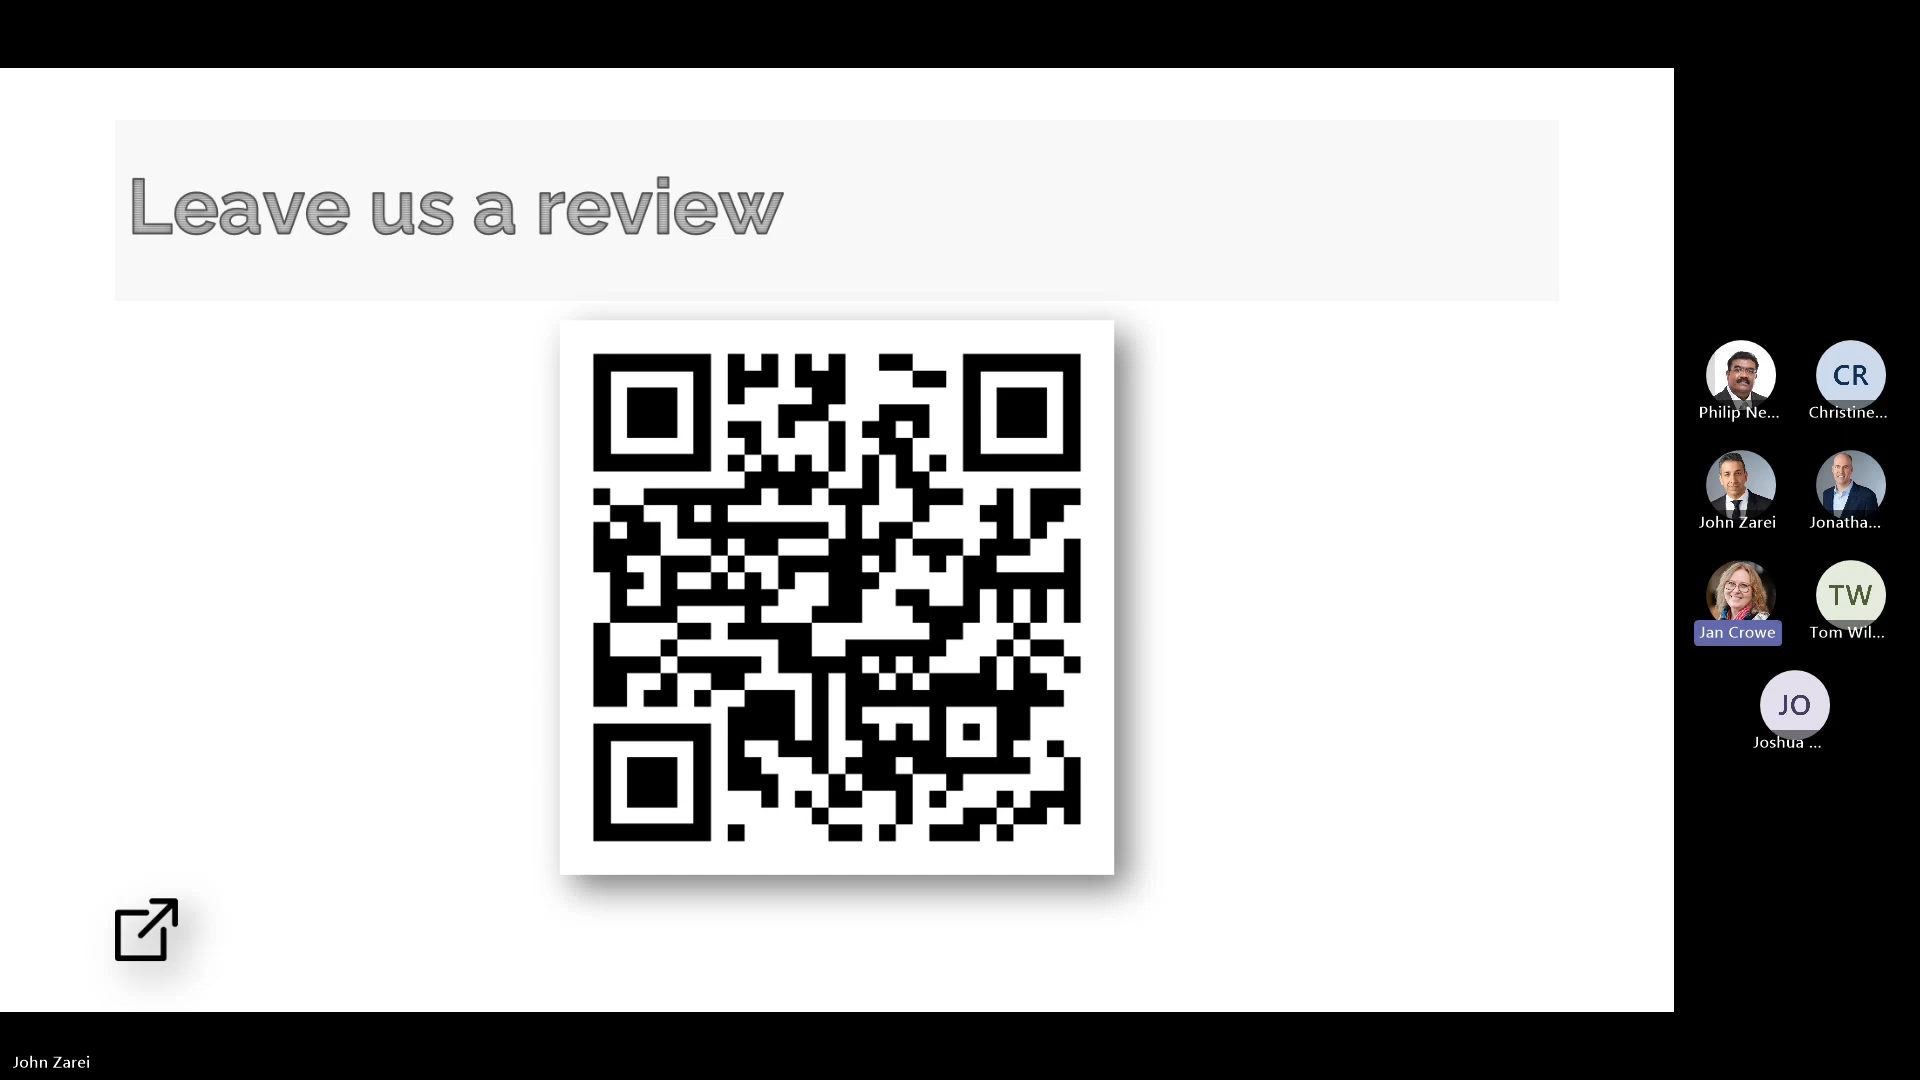 Leave us a review
Philip Ne...
CR
Christine...
John Zarei
Jonatha...
Jan Crowe
TW
Tom Wil...
JO
Joshua ...
John Zarei